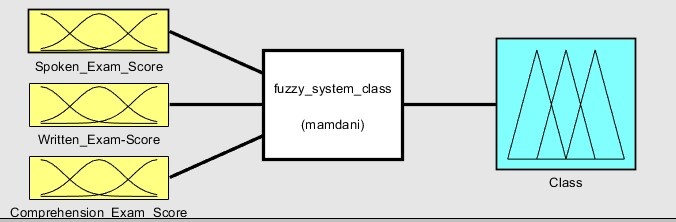 Spoken_Exam_Score
Written_Exam-Score
Comprehension_Exam_Score
fuzzy_system_class
(mamdani)
Class